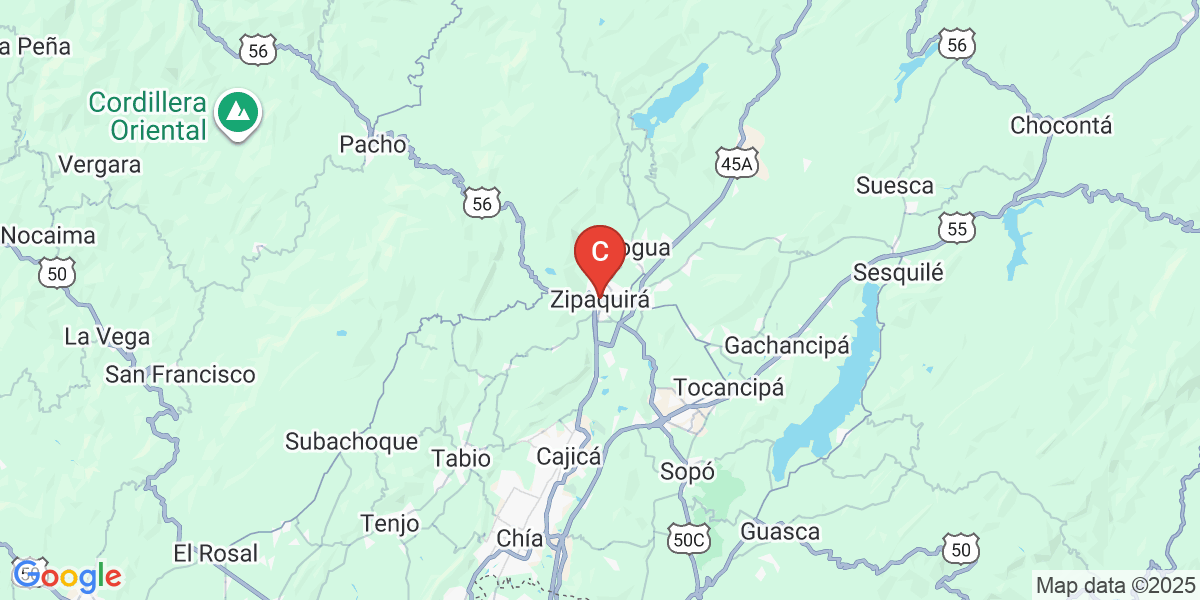 a Peña
56
56
Cordillera
Oriental
Pacho
Vergara
Chocontá
45A
Suesca
56
Nocaima
55
C
ogua
50
Sesquilé
Zipaquirá
La Vega
Gachancipá
San Francisco
Tocancipá
Subachoque
Tabio
Cajicá
Sopó
Tenjo
Chía
Guasca
50C
50
El Rosal
50
Google
Map data ©2025